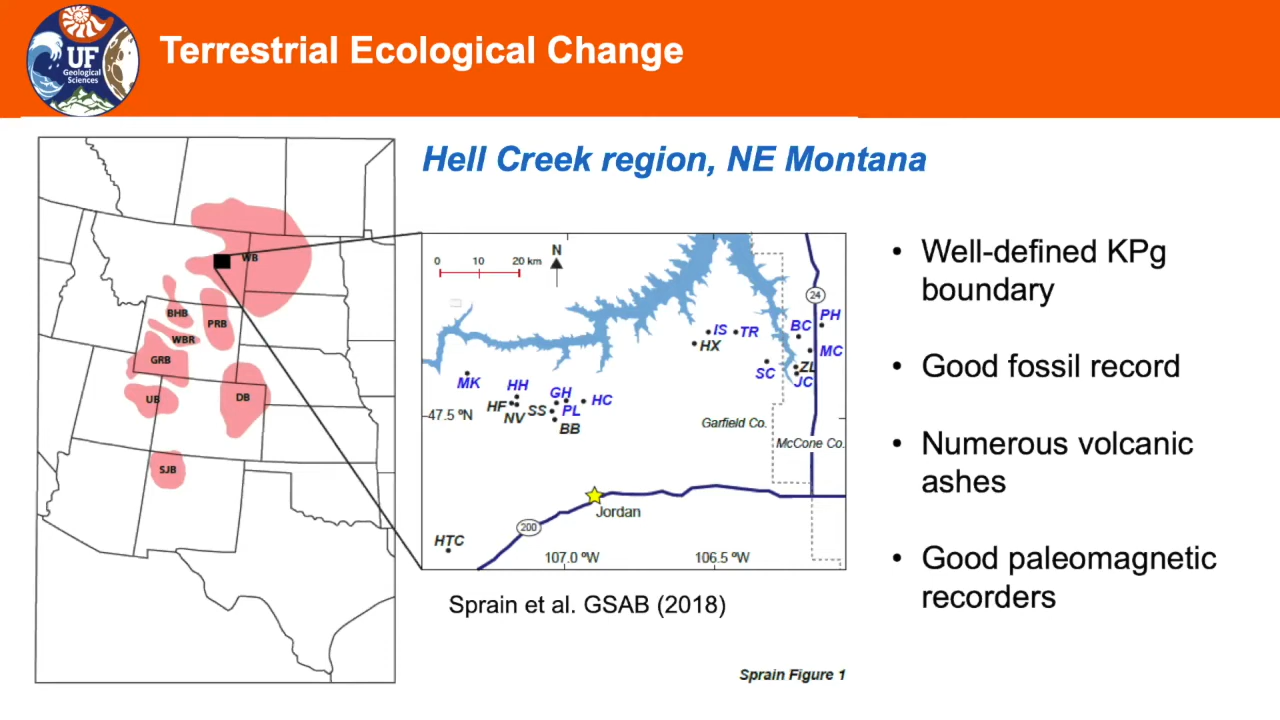 UF
Geological
Sciences
Terrestrial Ecological Change
Hell Creek region, NE Montana
WB
BHB
PRB
WBR
GRB
UB
DB
SJB
0 10 20 km
N
24
PH
BC
IS
TR
HX
MC
SC
ZL
JC
MK
HH
GH
HC
HF
NV
SS
PL
BB
47.5 ºN
Garfield Co.
McCone Co.
Jordan
200
HTC
107.0 ºW
106.5 ºW
Sprain et al. GSAB (2018)
Sprain Figure 1
• Well-defined KPg
boundary
• Good fossil record
• Numerous volcanic
ashes
• Good paleomagnetic
recorders